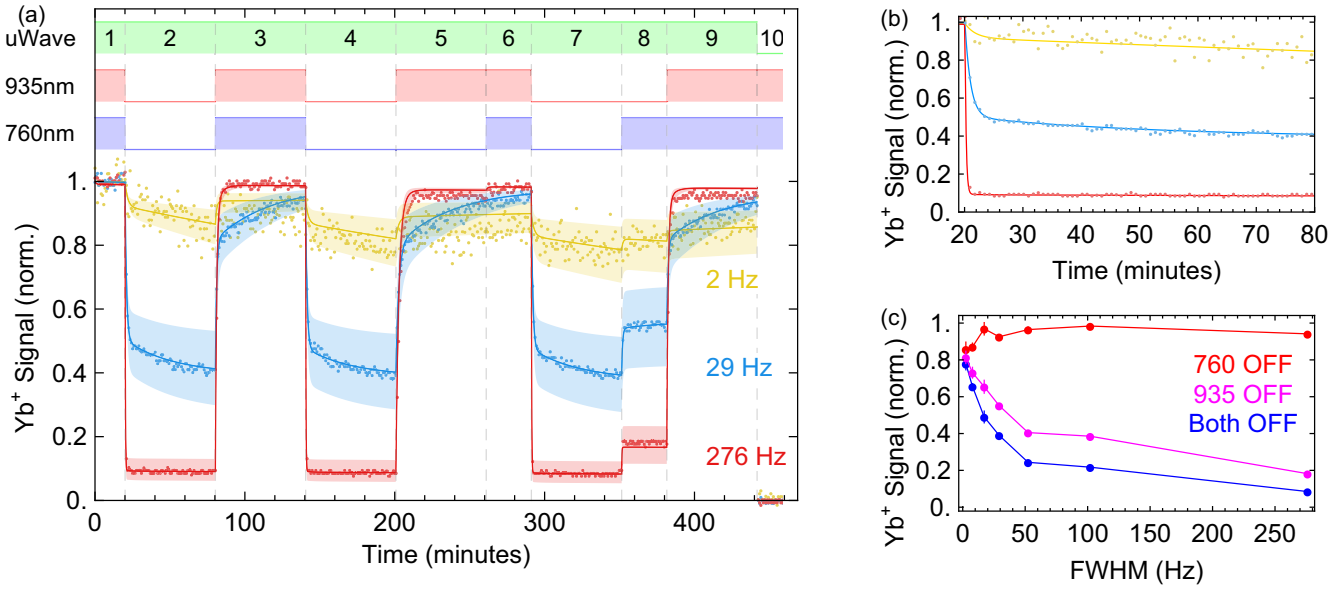 (a)
uWave 1 2 3 4 5 6 7 8 9 10
935nm
760nm
Yb⁺ Signal (norm.)
1.
0.8
0.6
0.4
0.2
0.
2 Hz
29 Hz
276 Hz
0 100 200 300 400
Time (minutes)
(b)
Yb⁺ Signal (norm.)
1.
0.8
0.6
0.4
0.2
0.
20 30 40 50 60 70 80
Time (minutes)
(c)
Yb⁺ Signal (norm.)
1.
0.8
0.6
0.4
0.2
0.
760 OFF
935 OFF
Both OFF
0 50 100 150 200 250
FWHM (Hz)